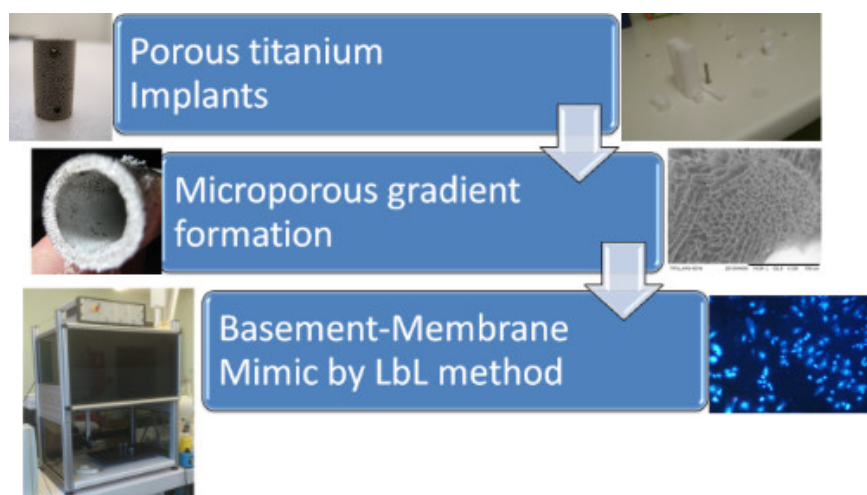 Porous titanium
Implants
Microporous gradient
formation
Basement-Membrane
Mimic by LbL method